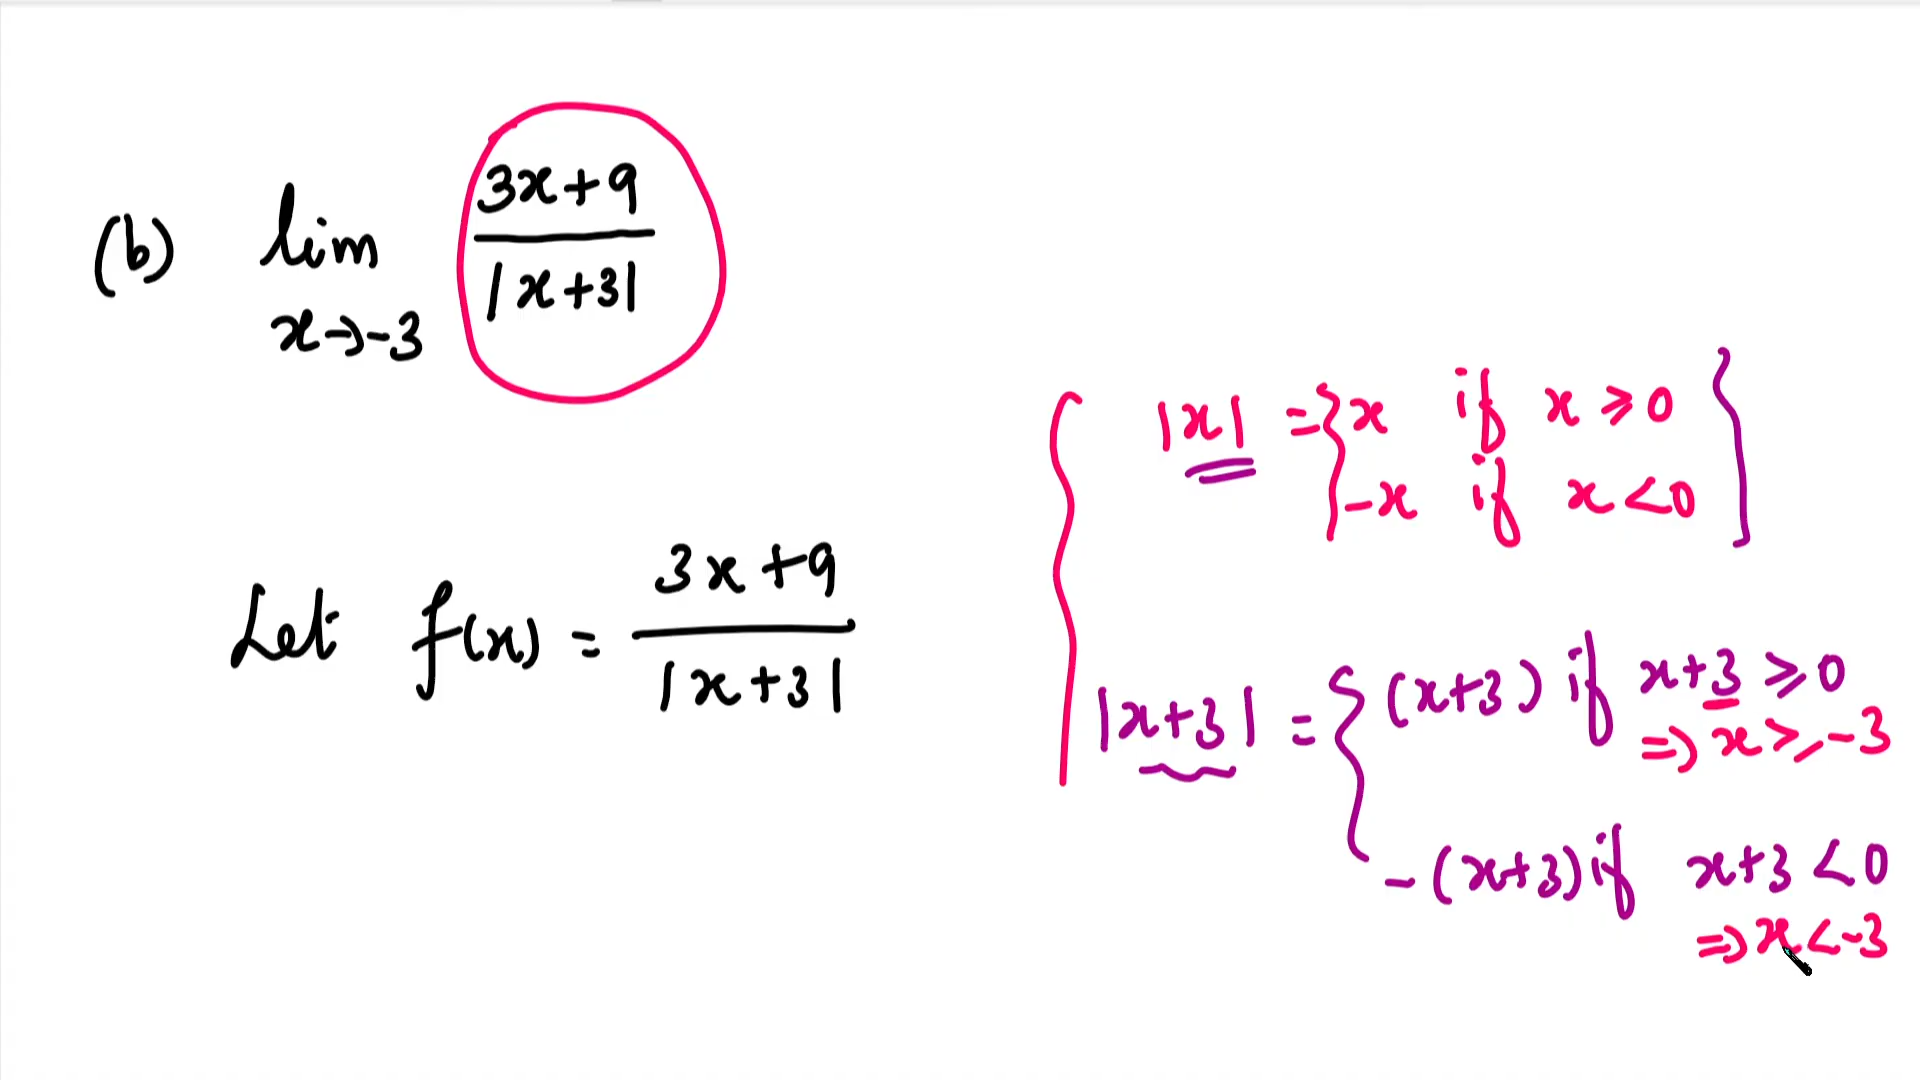 (b) lim x→-3 (3x+9)/|x+3|
Let f(x) = (3x+9)/|x+3|
|x| = { x if x ⩾ 0
-x if x < 0
|x+3| = { (x+3) if x+3 ⩾ 0
⇒ x ⩾ -3
-(x+3) if x+3 < 0
⇒ x < -3